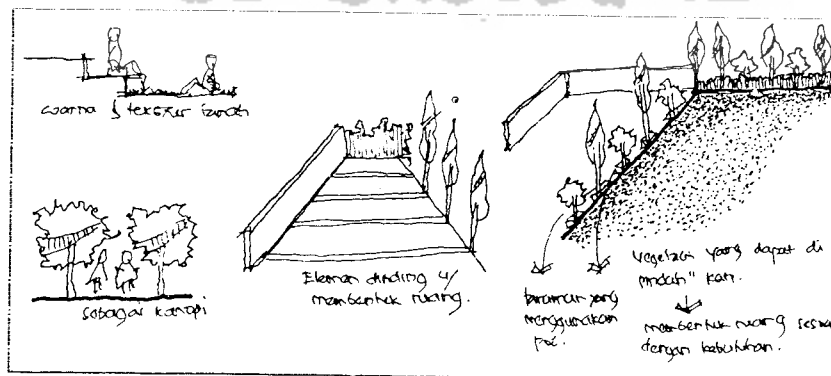 warna & tekstur tanah
sebagai kanopi
Elemen dinding u/
membentuk ruang.
tanaman yang
menggunakan
pot.
Vegetasi yang dapat di
pindah" kan.
membentuk ruang sesuai
dengan kebutuhan.